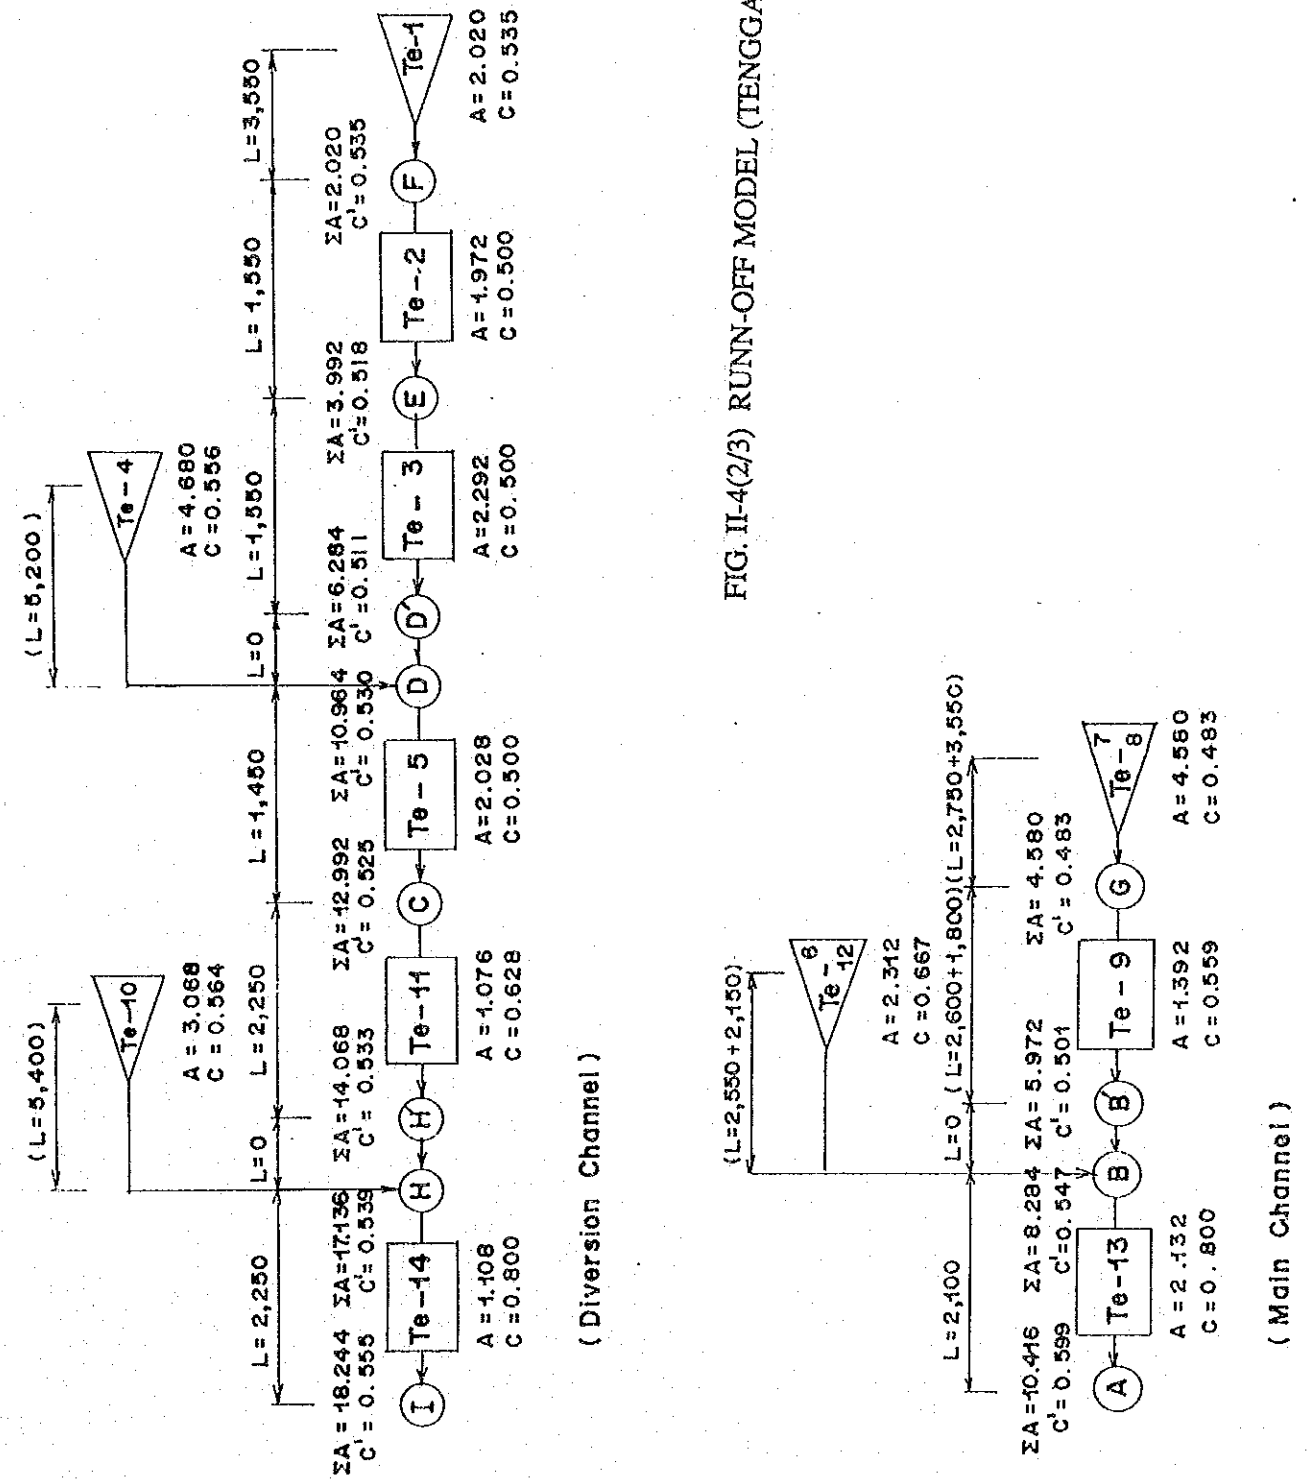 (L=5,400)
(L=5,200)
Te-10
Te-4
A=3.068
C=0.564
A=4.680
C=0.556
L=2,250
L=0
L=2,250
L=1,450
L=0
L=1,550
L=1,550
L=3,550
ΣA=18.244
C'=0.555
ΣA=17.136
C'=0.539
ΣA=14.068
C'=0.533
ΣA=12.992
C'=0.525
ΣA=10.964
C'=0.530
ΣA=6.284
C'=0.511
ΣA=3.992
C'=0.518
ΣA=2.020
C'=0.535
I
Te-14
H
H'
Te-11
C
Te-5
D
D'
Te-3
E
Te-2
F
Te-1
A=1.108
C=0.800
A=1.076
C=0.628
A=2.028
C=0.500
A=2.292
C=0.500
A=1.972
C=0.500
A=2.020
C=0.535
(Diversion Channel)
FIG. II-4(2/3) RUNN-OFF MODEL (TENGGA
(L=2,550+2,150)
Te-6
12
A=2.312
C=0.667
L=2,100
L=0
(L=2,600+1,800)
(L=2,750+3,550)
ΣA=10.416
C'=0.599
ΣA=8.284
C'=0.547
ΣA=5.972
C'=0.501
ΣA=4.580
C'=0.483
A
Te-13
B
B'
Te-9
G
Te-7
8
A=2.132
C=0.800
A=1.392
C=0.559
A=4.580
C=0.483
(Main Channel)